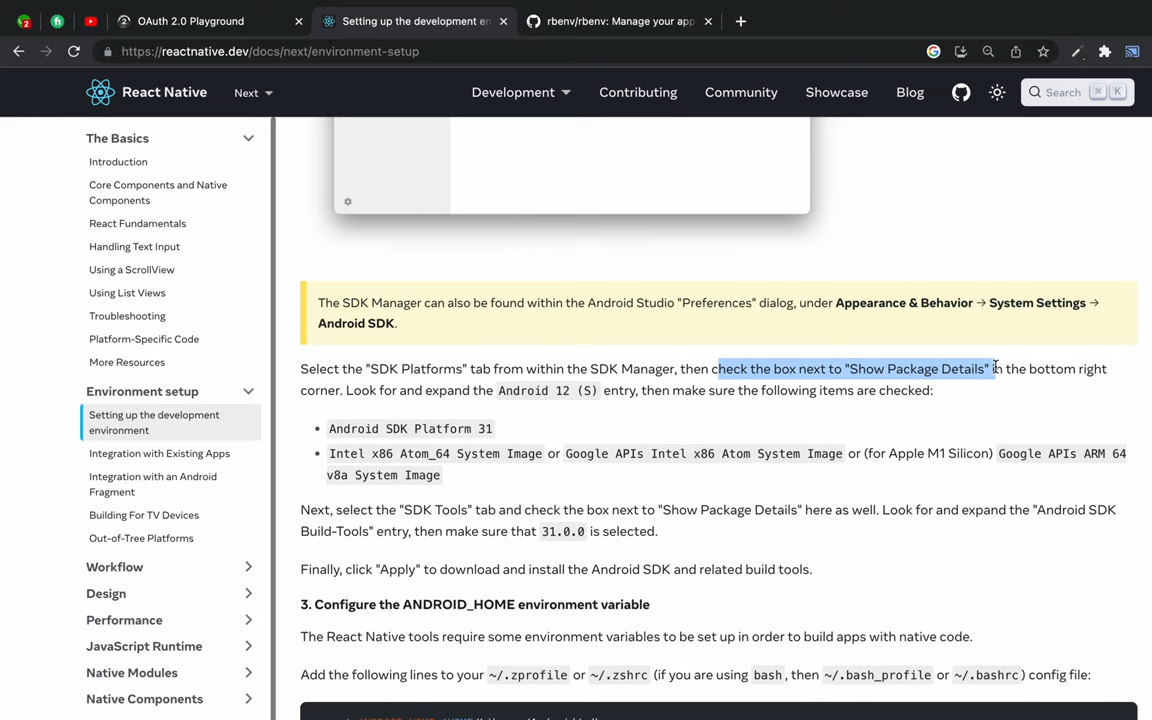 2
OAuth 2.0 Playground
Setting up the development en
rbenv/rbenv: Manage your app
https://reactnative.dev/docs/next/environment-setup
React Native
Next
Development
Contributing
Community
Showcase
Blog
Search
⌘
K
The Basics
Introduction
Core Components and Native
Components
React Fundamentals
Handling Text Input
Using a ScrollView
Using List Views
Troubleshooting
Platform-Specific Code
More Resources
Environment setup
Setting up the development
environment
Integration with Existing Apps
Integration with an Android
Fragment
Building For TV Devices
Out-of-Tree Platforms
Workflow
Design
Performance
JavaScript Runtime
Native Modules
Native Components
The SDK Manager can also be found within the Android Studio "Preferences" dialog, under Appearance & Behavior → System Settings →
Android SDK.
Select the "SDK Platforms" tab from within the SDK Manager, then check the box next to "Show Package Details" in the bottom right
corner. Look for and expand the Android 12 (S) entry, then make sure the following items are checked:
• Android SDK Platform 31
• Intel x86 Atom_64 System Image or Google APIs Intel x86 Atom System Image or (for Apple M1 Silicon) Google APIs ARM 64
v8a System Image
Next, select the "SDK Tools" tab and check the box next to "Show Package Details" here as well. Look for and expand the "Android SDK
Build-Tools" entry, then make sure that 31.0.0 is selected.
Finally, click "Apply" to download and install the Android SDK and related build tools.
3. Configure the ANDROID_HOME environment variable
The React Native tools require some environment variables to be set up in order to build apps with native code.
Add the following lines to your ~/.zprofile or ~/.zshrc (if you are using bash, then ~/.bash_profile or ~/.bashrc) config file: